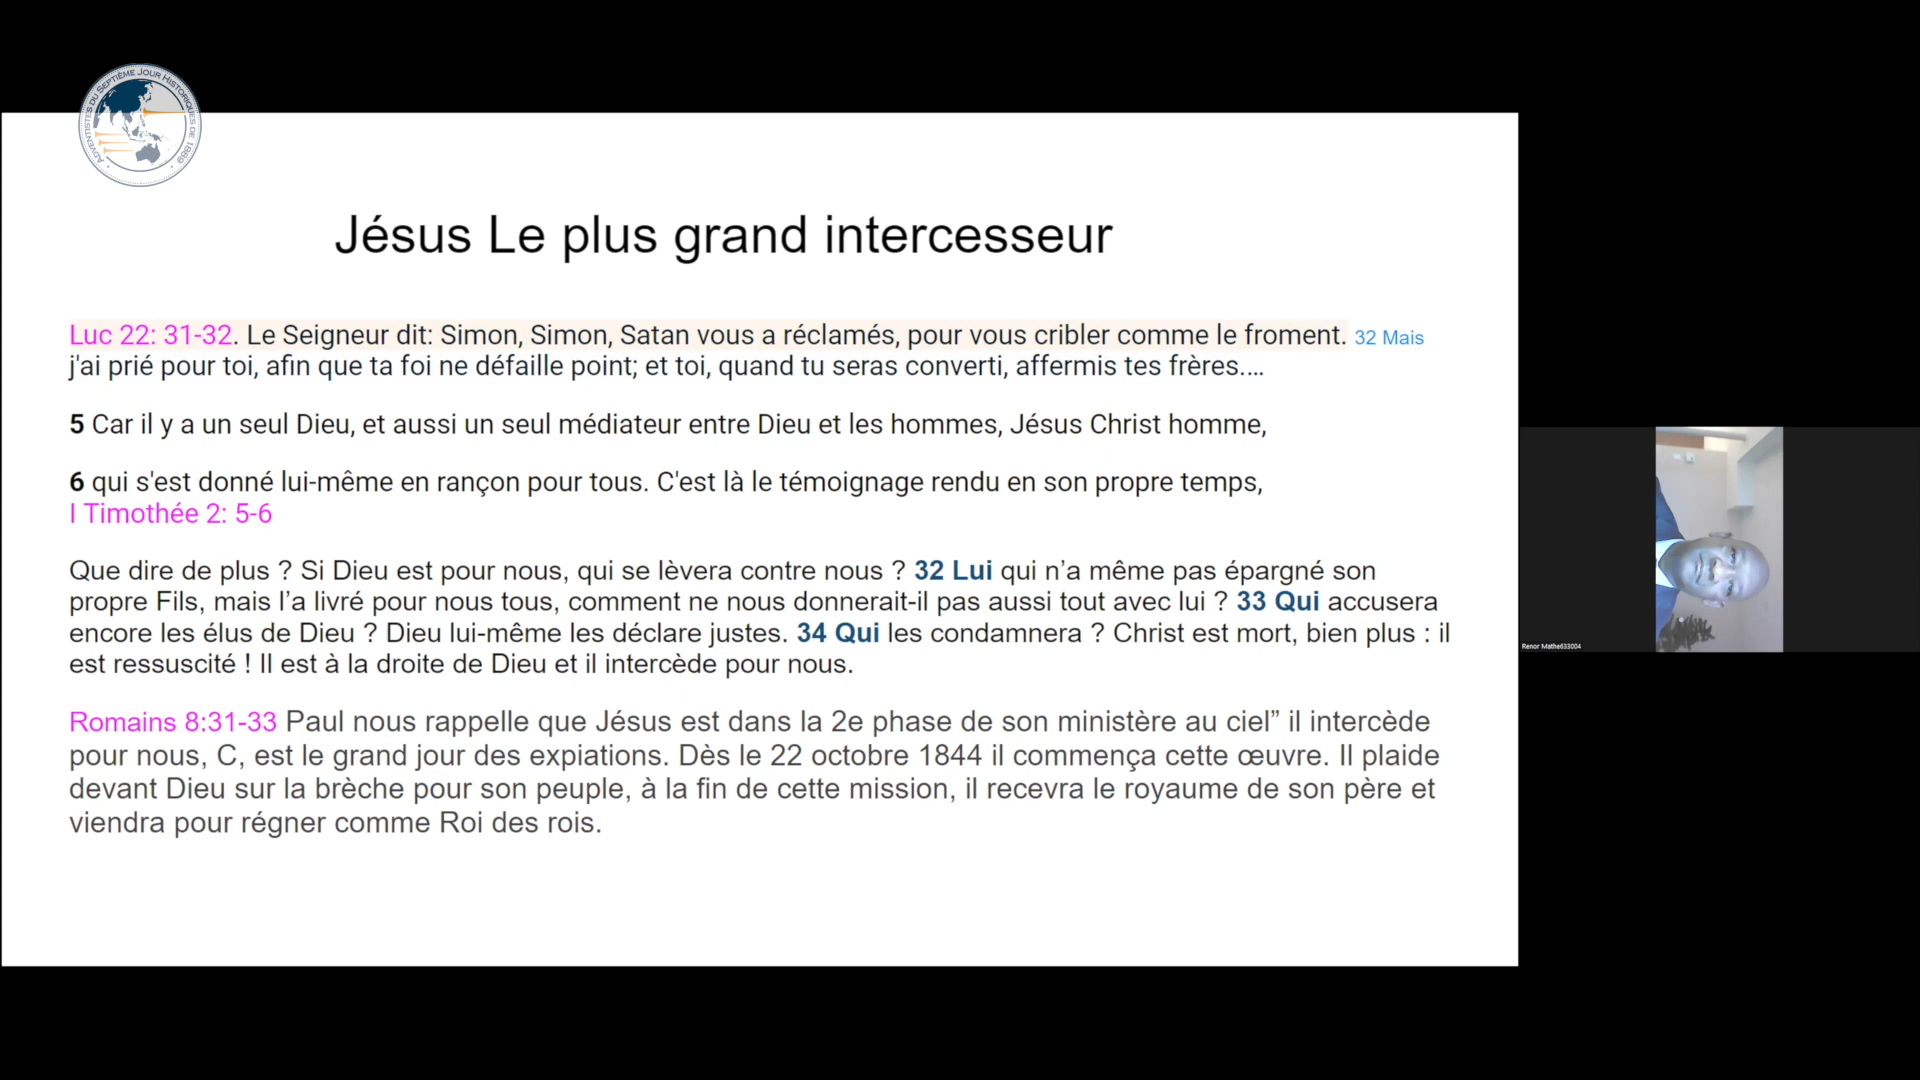 ADVENTISTES DU SEPTIÈME JOUR HISTORIQUES DE 1889
Jésus Le plus grand intercesseur
Luc 22: 31-32. Le Seigneur dit: Simon, Simon, Satan vous a réclamés, pour vous cribler comme le froment. 32 Mais
j'ai prié pour toi, afin que ta foi ne défaille point; et toi, quand tu seras converti, affermis tes frères.…
5 Car il y a un seul Dieu, et aussi un seul médiateur entre Dieu et les hommes, Jésus Christ homme,
6 qui s'est donné lui-même en rançon pour tous. C'est là le témoignage rendu en son propre temps,
I Timothée 2: 5-6
Que dire de plus ? Si Dieu est pour nous, qui se lèvera contre nous ? 32 Lui qui n’a même pas épargné son
propre Fils, mais l’a livré pour nous tous, comment ne nous donnerait-il pas aussi tout avec lui ? 33 Qui accusera
encore les élus de Dieu ? Dieu lui-même les déclare justes. 34 Qui les condamnera ? Christ est mort, bien plus : il
est ressuscité ! Il est à la droite de Dieu et il intercède pour nous.
Romains 8:31-33 Paul nous rappelle que Jésus est dans la 2e phase de son ministère au ciel” il intercède
pour nous, C, est le grand jour des expiations. Dès le 22 octobre 1844 il commença cette œuvre. Il plaide
devant Dieu sur la brèche pour son peuple, à la fin de cette mission, il recevra le royaume de son père et
viendra pour régner comme Roi des rois.
Renor Mathe633004